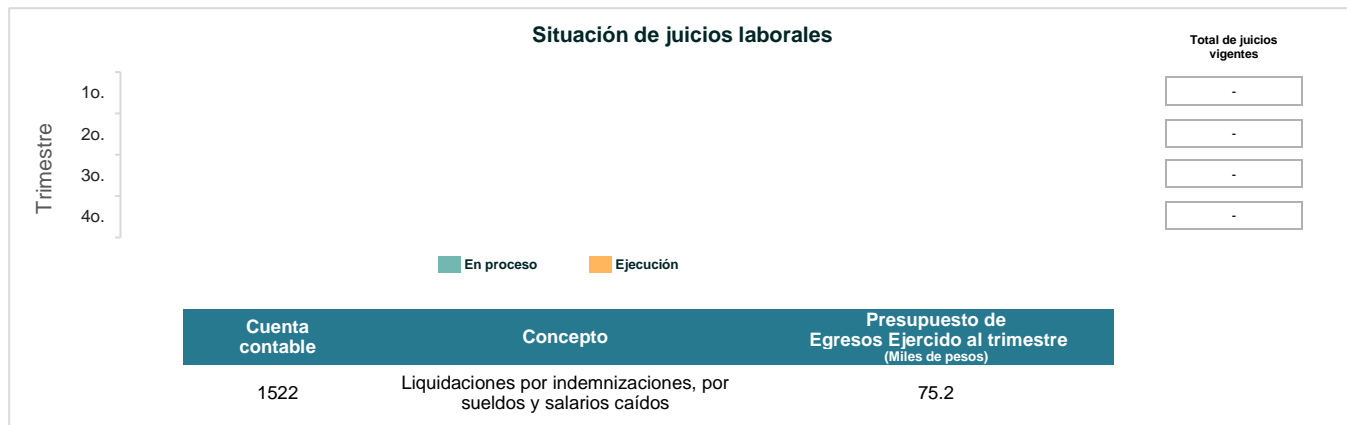 Situación de juicios laborales
Total de juicios
vigentes
Trimestre
1o.
-
2o.
-
3o.
-
4o.
-
En proceso
Ejecución
Cuenta
contable
Concepto
Presupuesto de
Egresos Ejercido al trimestre
(Miles de pesos)
1522
Liquidaciones por indemnizaciones, por
sueldos y salarios caídos
75.2